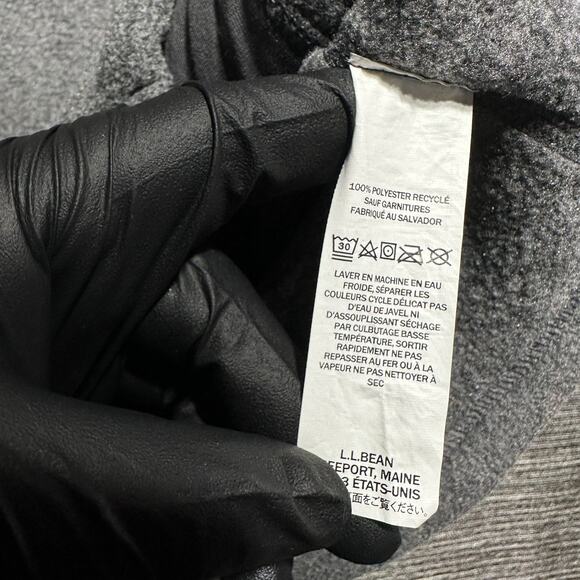 100% POLYESTER RECYCLÉ
SAUF GARNITURES
FABRIQUÉ AU SALVADOR
30
LAVER EN MACHINE EN EAU
FROIDE, SÉPARER LES
COULEURS CYCLE DÉLICAT PAS
D'EAU DE JAVEL NI
D'ASSOUPLISSANT SÉCHAGE
PAR CULBUTAGE BASSE
TEMPÉRATURE, SORTIR
RAPIDEMENT NE PAS
REPASSER AU FER OU À LA
VAPEUR NE PAS NETTOYER À
SEC
L.L.BEAN
EEPORT, MAINE
3 ÉTATS-UNIS
面をご覧ください。